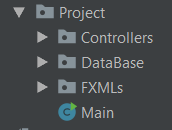 Project
Controllers
DataBase
FXMLs
Main